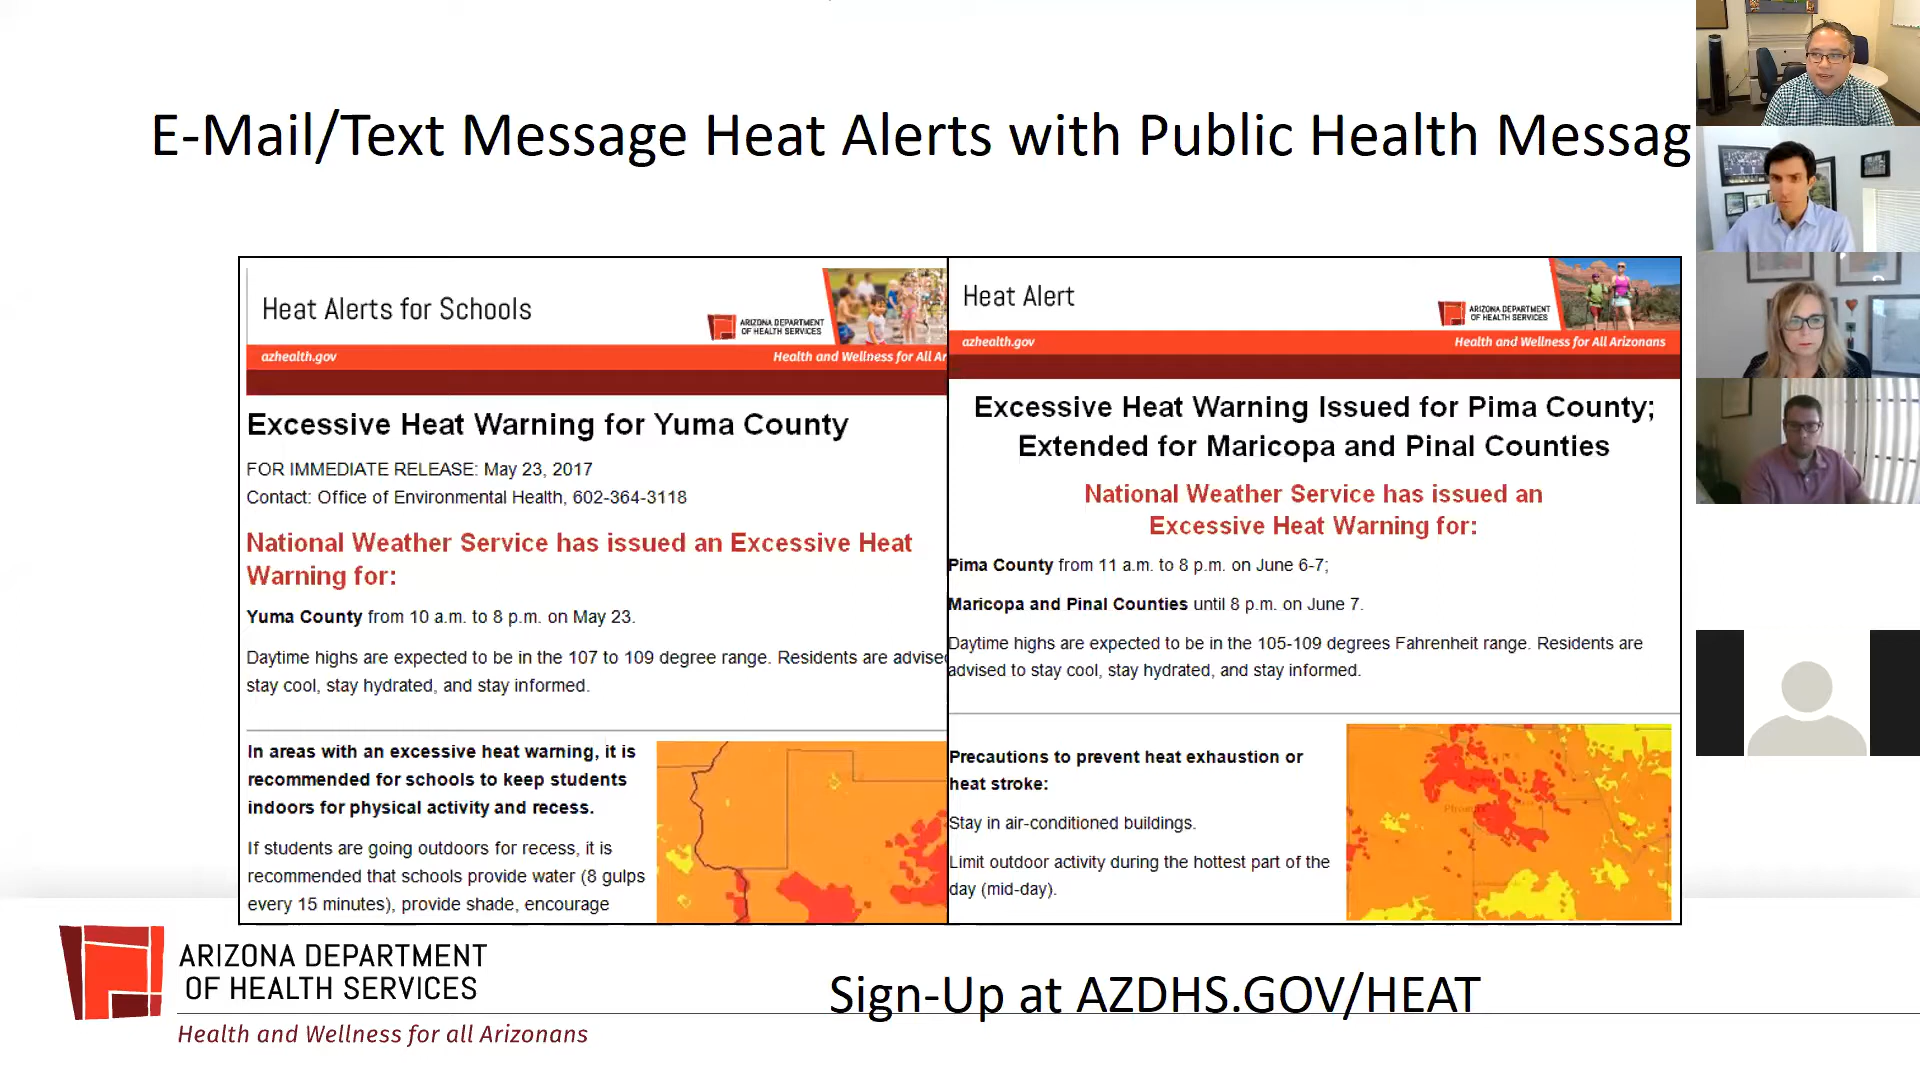 E-Mail/Text Message Heat Alerts with Public Health Messag
Heat Alerts for Schools
ARIZONA DEPARTMENT
OF HEALTH SERVICES
azhealth.gov
Health and Wellness for All Ar
Excessive Heat Warning for Yuma County
FOR IMMEDIATE RELEASE: May 23, 2017
Contact: Office of Environmental Health, 602-364-3118
National Weather Service has issued an Excessive Heat
Warning for:
Yuma County from 10 a.m. to 8 p.m. on May 23.
Daytime highs are expected to be in the 107 to 109 degree range. Residents are advised
stay cool, stay hydrated, and stay informed.
In areas with an excessive heat warning, it is
recommended for schools to keep students
indoors for physical activity and recess.
If students are going outdoors for recess, it is
recommended that schools provide water (8 gulps
every 15 minutes), provide shade, encourage
Heat Alert
ARIZONA DEPARTMENT
OF HEALTH SERVICES
azhealth.gov
Health and Wellness for All Arizonans
Excessive Heat Warning Issued for Pima County;
Extended for Maricopa and Pinal Counties
National Weather Service has issued an
Excessive Heat Warning for:
Pima County from 11 a.m. to 8 p.m. on June 6-7;
Maricopa and Pinal Counties until 8 p.m. on June 7.
Daytime highs are expected to be in the 105-109 degrees Fahrenheit range. Residents are
advised to stay cool, stay hydrated, and stay informed.
Precautions to prevent heat exhaustion or
heat stroke:
Stay in air-conditioned buildings.
Limit outdoor activity during the hottest part of the
day (mid-day).
ARIZONA DEPARTMENT
OF HEALTH SERVICES
Health and Wellness for all Arizonans
Sign-Up at AZDHS.GOV/HEAT